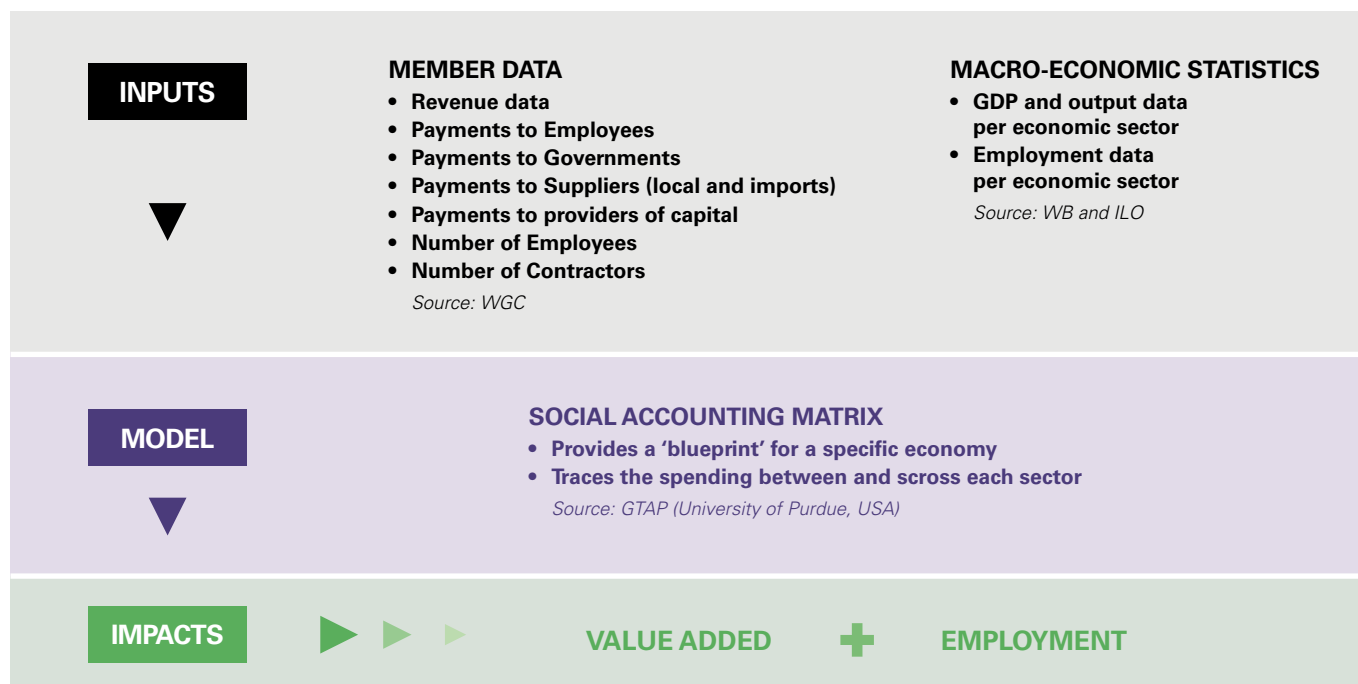 INPUTS
MEMBER DATA
• Revenue data
• Payments to Employees
• Payments to Governments
• Payments to Suppliers (local and imports)
• Payments to providers of capital
• Number of Employees
• Number of Contractors
Source: WGC
MACRO-ECONOMIC STATISTICS
• GDP and output data
per economic sector
• Employment data
per economic sector
Source: WB and ILO
MODEL
SOCIAL ACCOUNTING MATRIX
• Provides a ‘blueprint’ for a specific economy
• Traces the spending between and scross each sector
Source: GTAP (University of Purdue, USA)
IMPACTS
VALUE ADDED + EMPLOYMENT